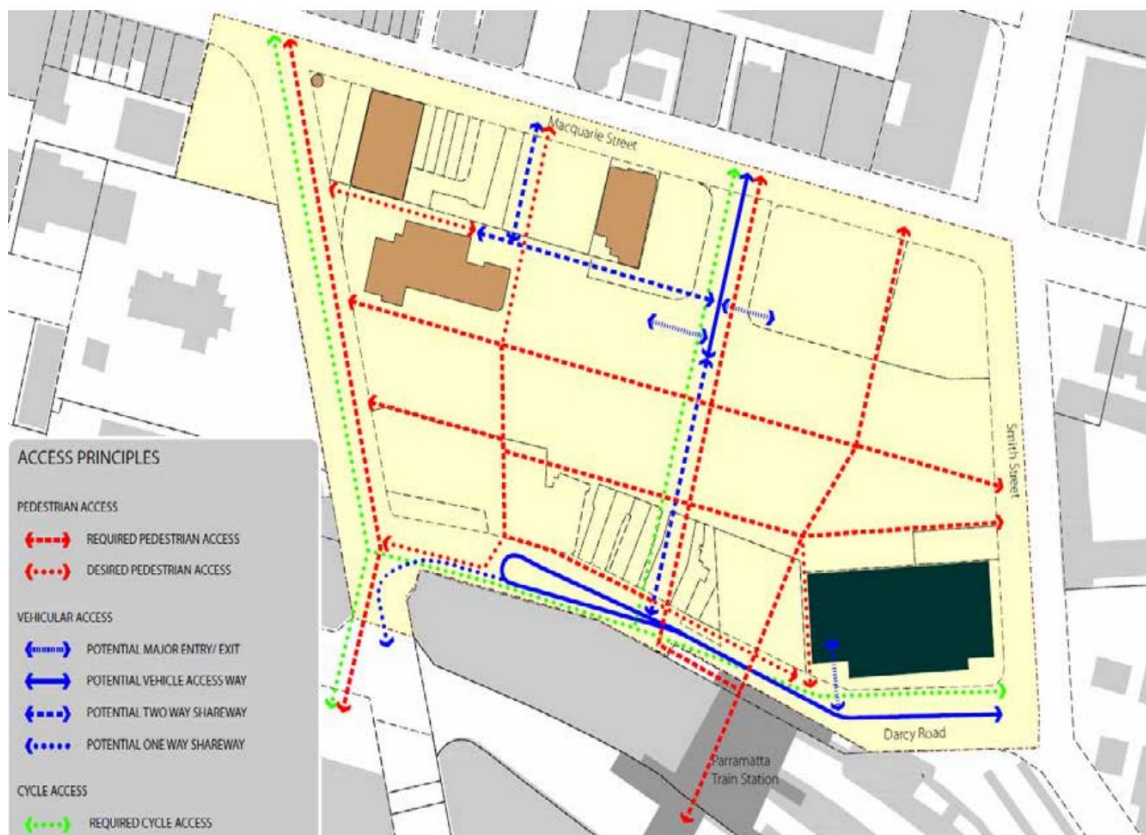 Macquarie Street
Smith Street
ACCESS PRINCIPLES
PEDESTRIAN ACCESS
REQUIRED PEDESTRIAN ACCESS
DESIRED PEDESTRIAN ACCESS
VEHICULAR ACCESS
POTENTIAL MAJOR ENTRY/ EXIT
POTENTIAL VEHICLE ACCESS WAY
POTENTIAL TWO WAY SHAREWAY
POTENTIAL ONE WAY SHAREWAY
CYCLE ACCESS
REQUIRED CYCLE ACCESS
Darcy Road
Parramatta
Train Station